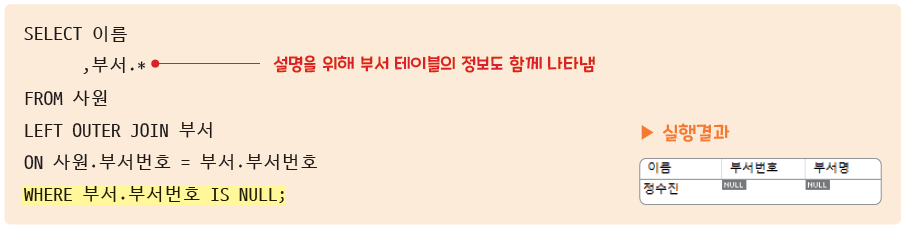 SELECT 이름
,부서.*
설명을 위해 부서 테이블의 정보도 함께 나타냄
FROM 사원
LEFT OUTER JOIN 부서
ON 사원.부서번호 = 부서.부서번호
WHERE 부서.부서번호 IS NULL;
▶ 실행결과
이름 부서번호 부서명
정수진 NULL NULL